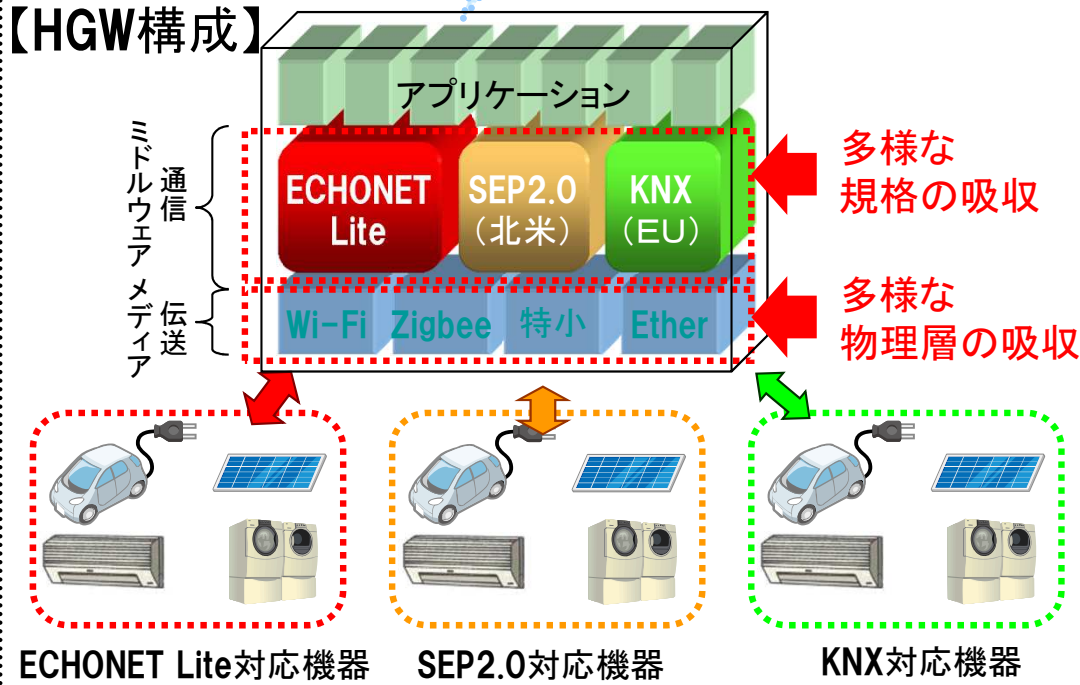 【HGW構成】
アプリケーション
通信
ミドルウェア
ECHONET
Lite
SEP2.0
（北米）
KNX
（EU）
多様な
規格の吸収
伝送
メディア
Wi-Fi
Zigbee
特小
Ether
多様な
物理層の吸収
ECHONET Lite対応機器
SEP2.0対応機器
KNX対応機器